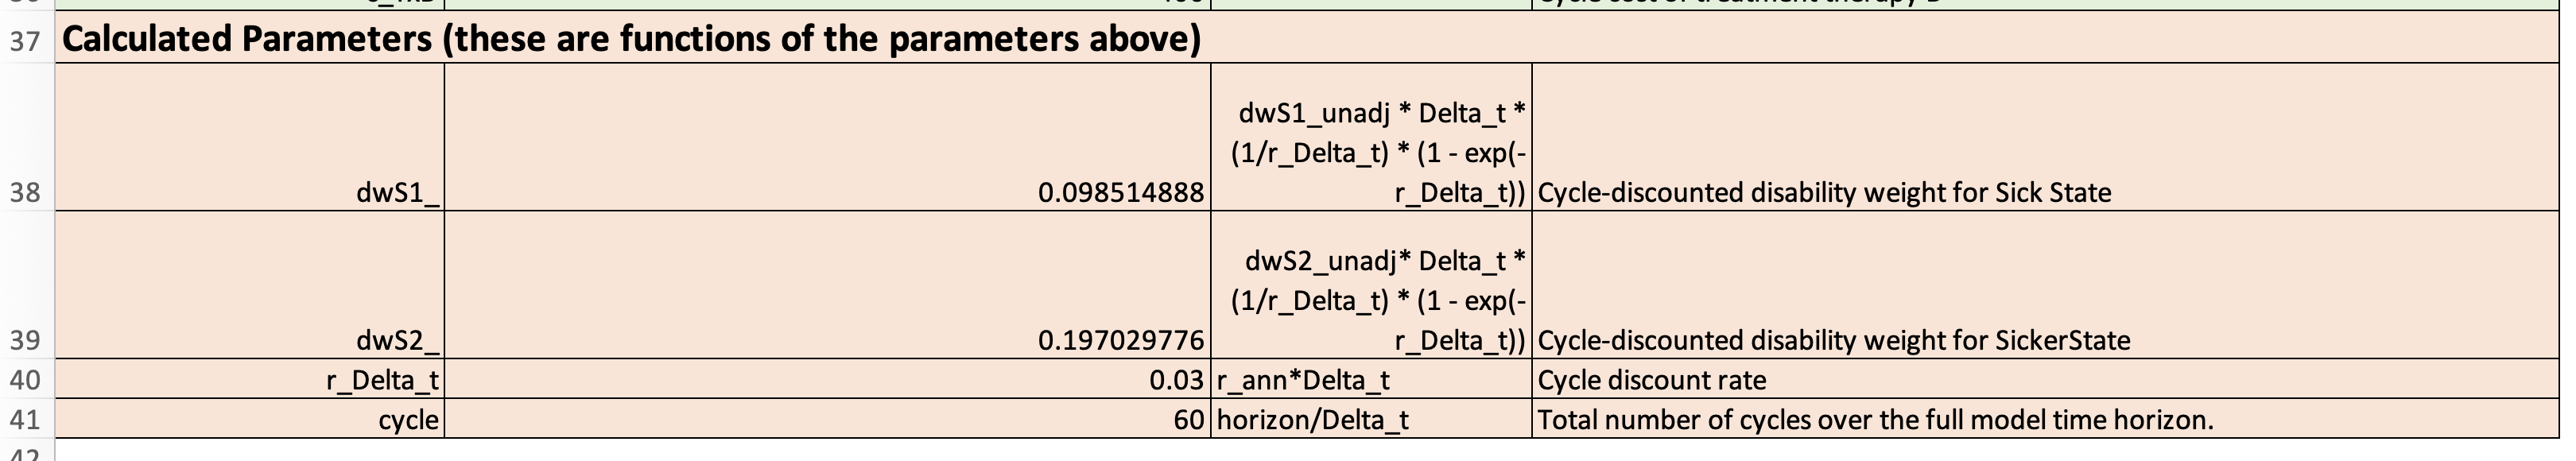 37 Calculated Parameters (these are functions of the parameters above)
dwS1_unadj * Delta_t *
(1/r_Delta_t) * (1 - exp(-
38 dwS1_ 0.098514888 r_Delta_t)) Cycle-discounted disability weight for Sick State
dwS2_unadj* Delta_t *
(1/r_Delta_t) * (1 - exp(-
39 dwS2_ 0.197029776 r_Delta_t)) Cycle-discounted disability weight for SickerState
40 r_Delta_t 0.03 r_ann*Delta_t Cycle discount rate
41 cycle 60 horizon/Delta_t Total number of cycles over the full model time horizon.